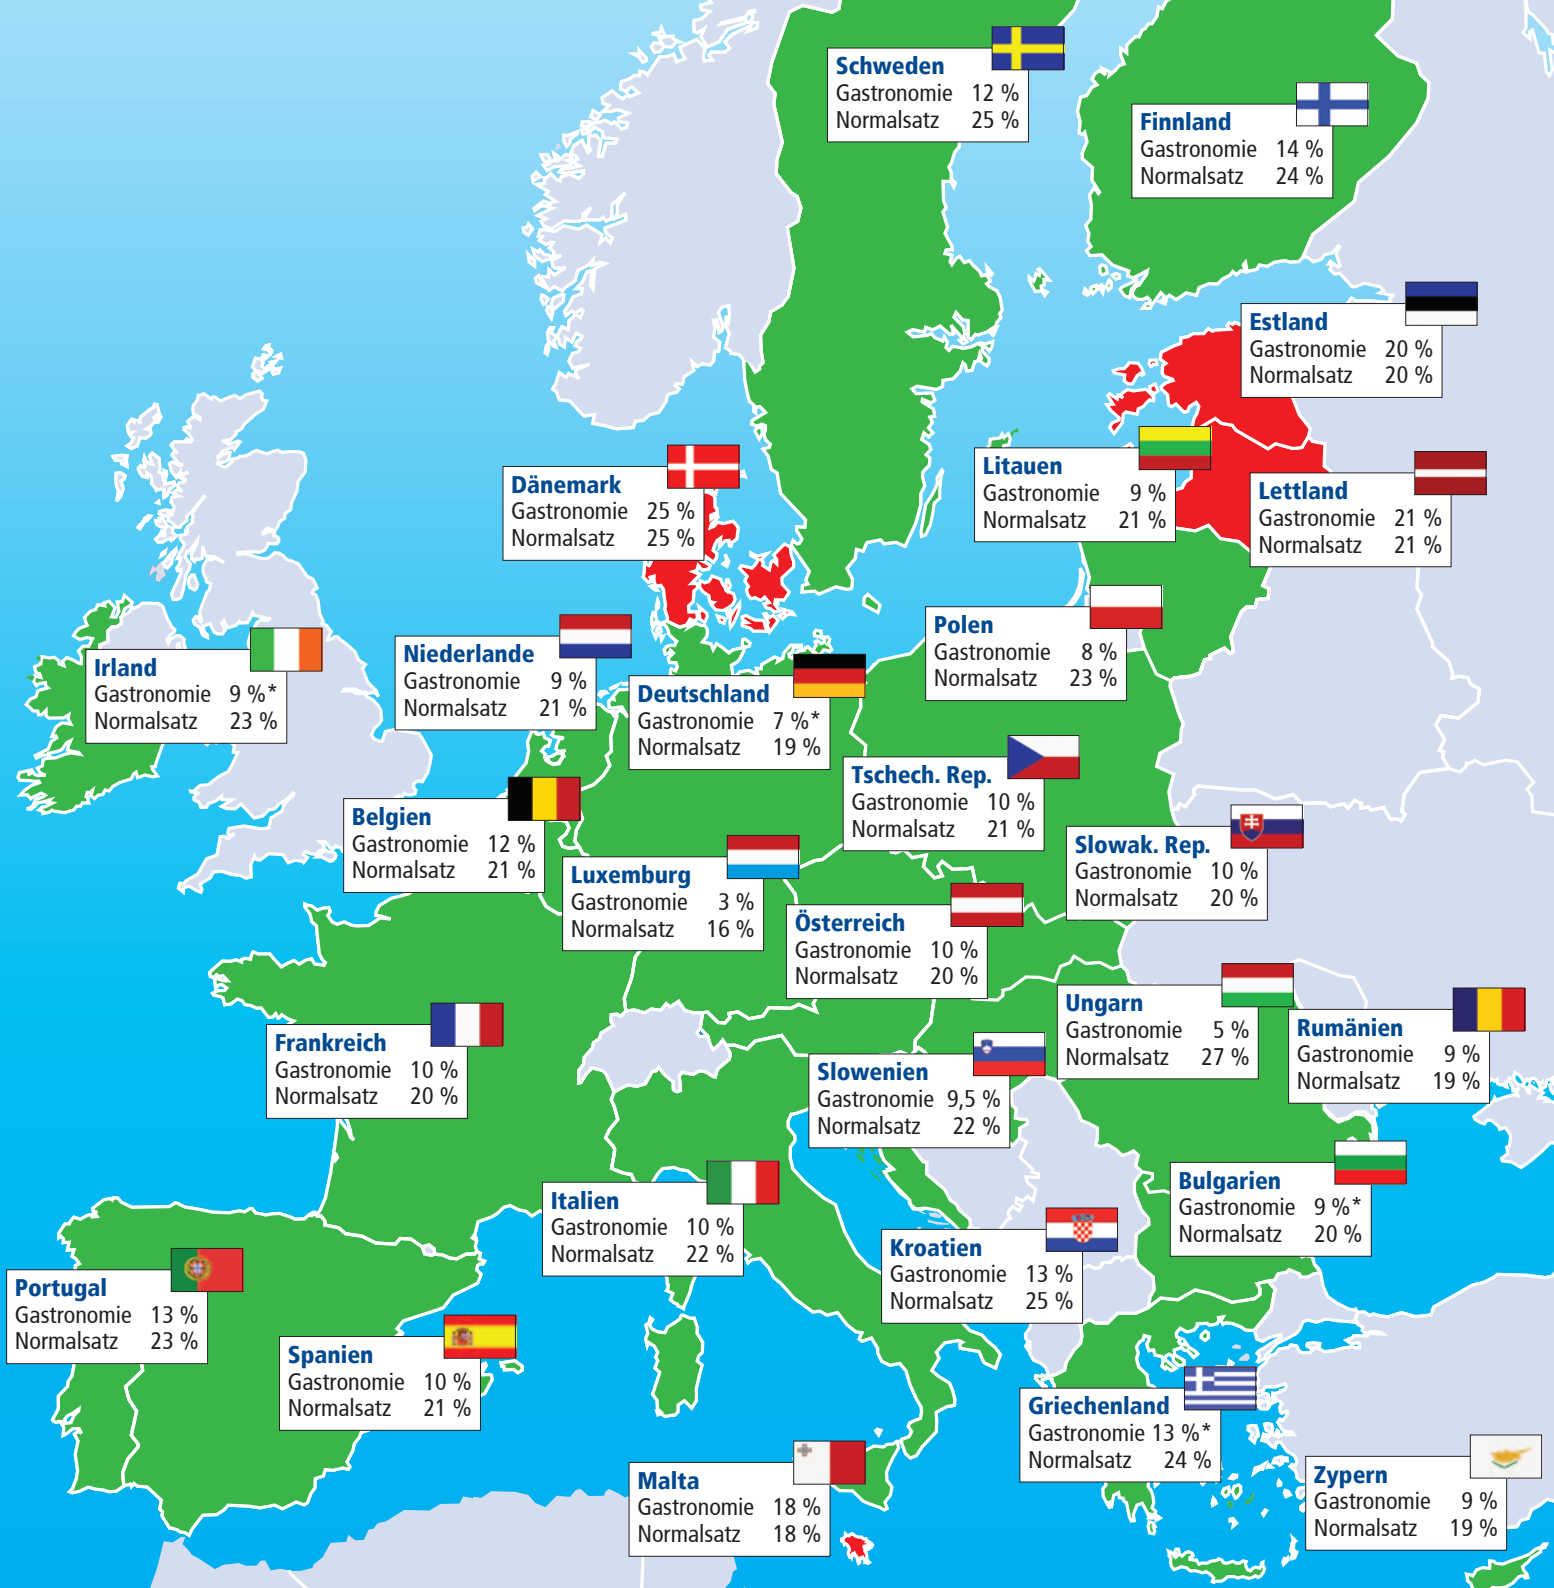 Schweden
Gastronomie 12 %
Normalsatz 25 %
Finnland
Gastronomie 14 %
Normalsatz 24 %
Estland
Gastronomie 20 %
Normalsatz 20 %
Litauen
Gastronomie 9 %
Normalsatz 21 %
Lettland
Gastronomie 21 %
Normalsatz 21 %
Dänemark
Gastronomie 25 %
Normalsatz 25 %
Polen
Gastronomie 8 %
Normalsatz 23 %
Irland
Gastronomie 9 %*
Normalsatz 23 %
Niederlande
Gastronomie 9 %
Normalsatz 21 %
Deutschland
Gastronomie 7 %*
Normalsatz 19 %
Tschech. Rep.
Gastronomie 10 %
Normalsatz 21 %
Belgien
Gastronomie 12 %
Normalsatz 21 %
Slowak. Rep.
Gastronomie 10 %
Normalsatz 20 %
Luxemburg
Gastronomie 3 %
Normalsatz 16 %
Österreich
Gastronomie 10 %
Normalsatz 20 %
Ungarn
Gastronomie 5 %
Normalsatz 27 %
Rumänien
Gastronomie 9 %
Normalsatz 19 %
Frankreich
Gastronomie 10 %
Normalsatz 20 %
Slowenien
Gastronomie 9,5 %
Normalsatz 22 %
Bulgarien
Gastronomie 9 %*
Normalsatz 20 %
Italien
Gastronomie 10 %
Normalsatz 22 %
Kroatien
Gastronomie 13 %
Normalsatz 25 %
Portugal
Gastronomie 13 %
Normalsatz 23 %
Spanien
Gastronomie 10 %
Normalsatz 21 %
Griechenland
Gastronomie 13 %*
Normalsatz 24 %
Malta
Gastronomie 18 %
Normalsatz 18 %
Zypern
Gastronomie 9 %
Normalsatz 19 %